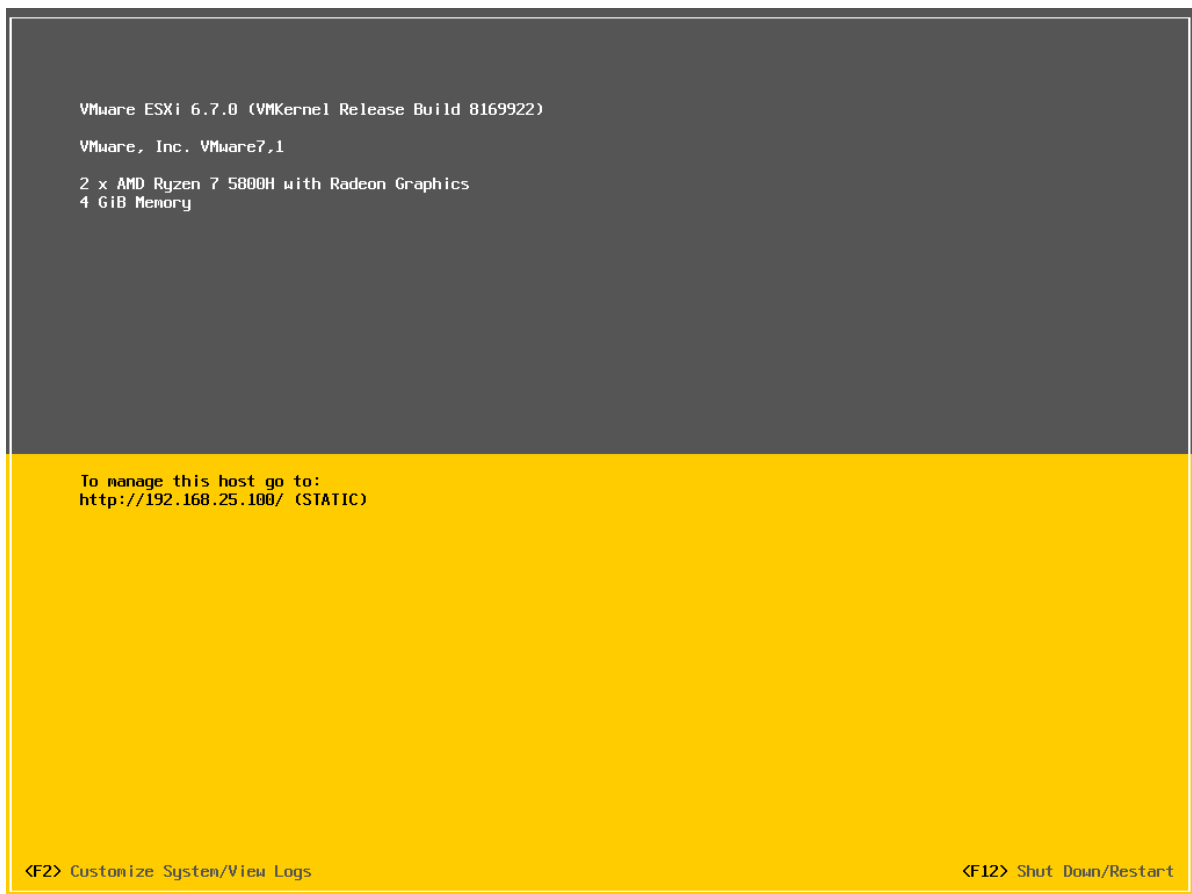 VMware ESXi 6.7.0 (VMKernel Release Build 8169922)
VMware, Inc. VMware7,1
2 x AMD Ryzen 7 5800H with Radeon Graphics
4 GiB Memory
To manage this host go to:
http://192.168.25.100/ (STATIC)
<F2> Customize System/View Logs
<F12> Shut Down/Restart